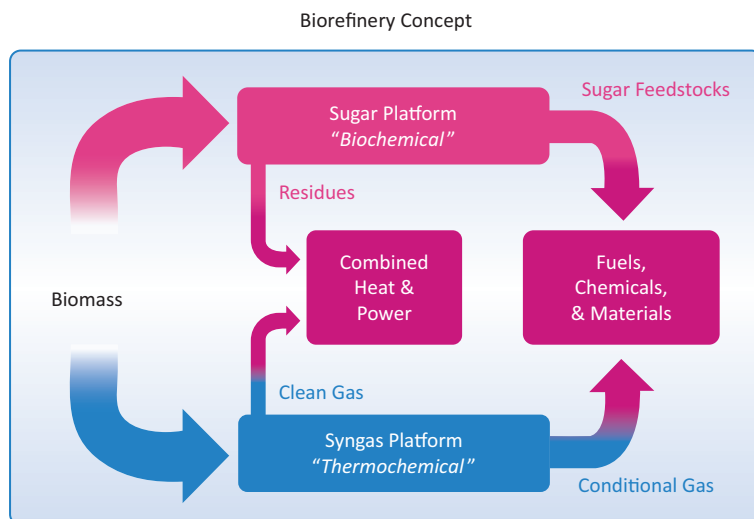 Biorefinery Concept
Sugar Feedstocks
Sugar Platform
“Biochemical”
Residues
Combined
Heat &
Power
Fuels,
Chemicals,
& Materials
Biomass
Clean Gas
Syngas Platform
“Thermochemical”
Conditional Gas